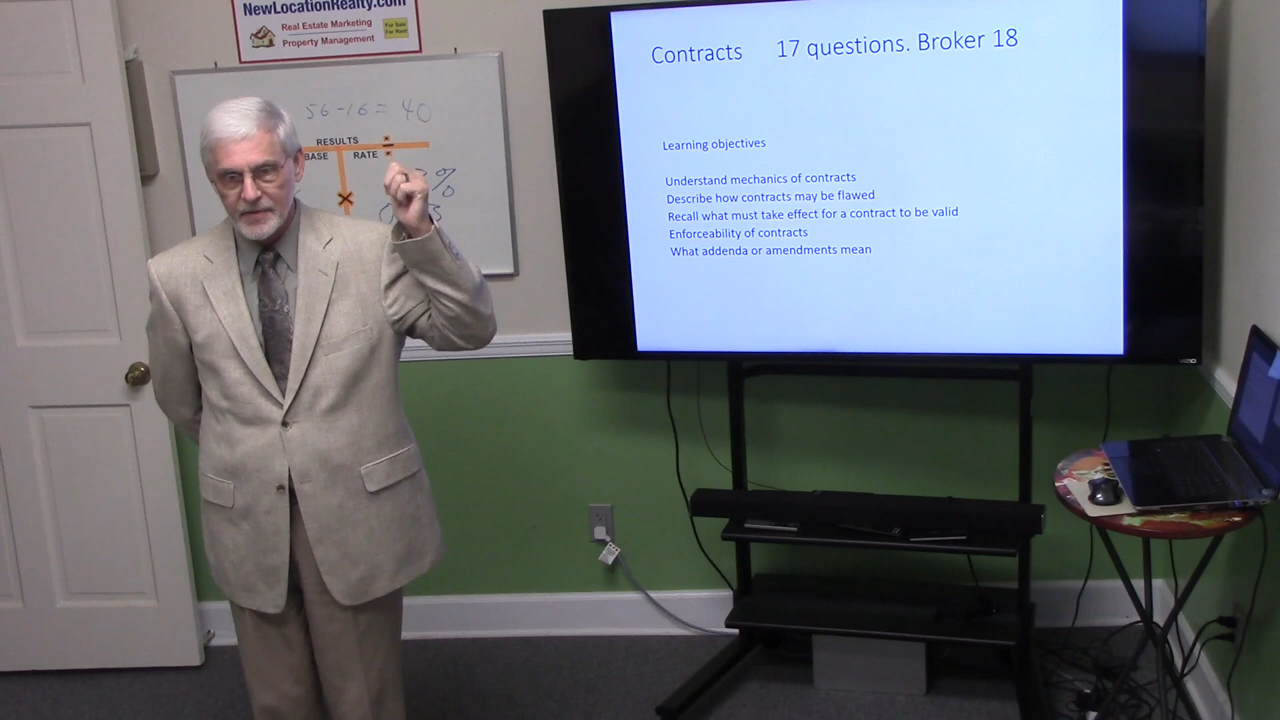 NewLocationRealty.com
Real Estate Marketing
Property Management
For Sale
For Rent
56-16= 40
RESULTS
BASE RATE
%
Contracts 17 questions. Broker 18
Learning objectives
Understand mechanics of contracts
Describe how contracts may be flawed
Recall what must take effect for a contract to be valid
Enforceability of contracts
What addenda or amendments mean
VIZIO